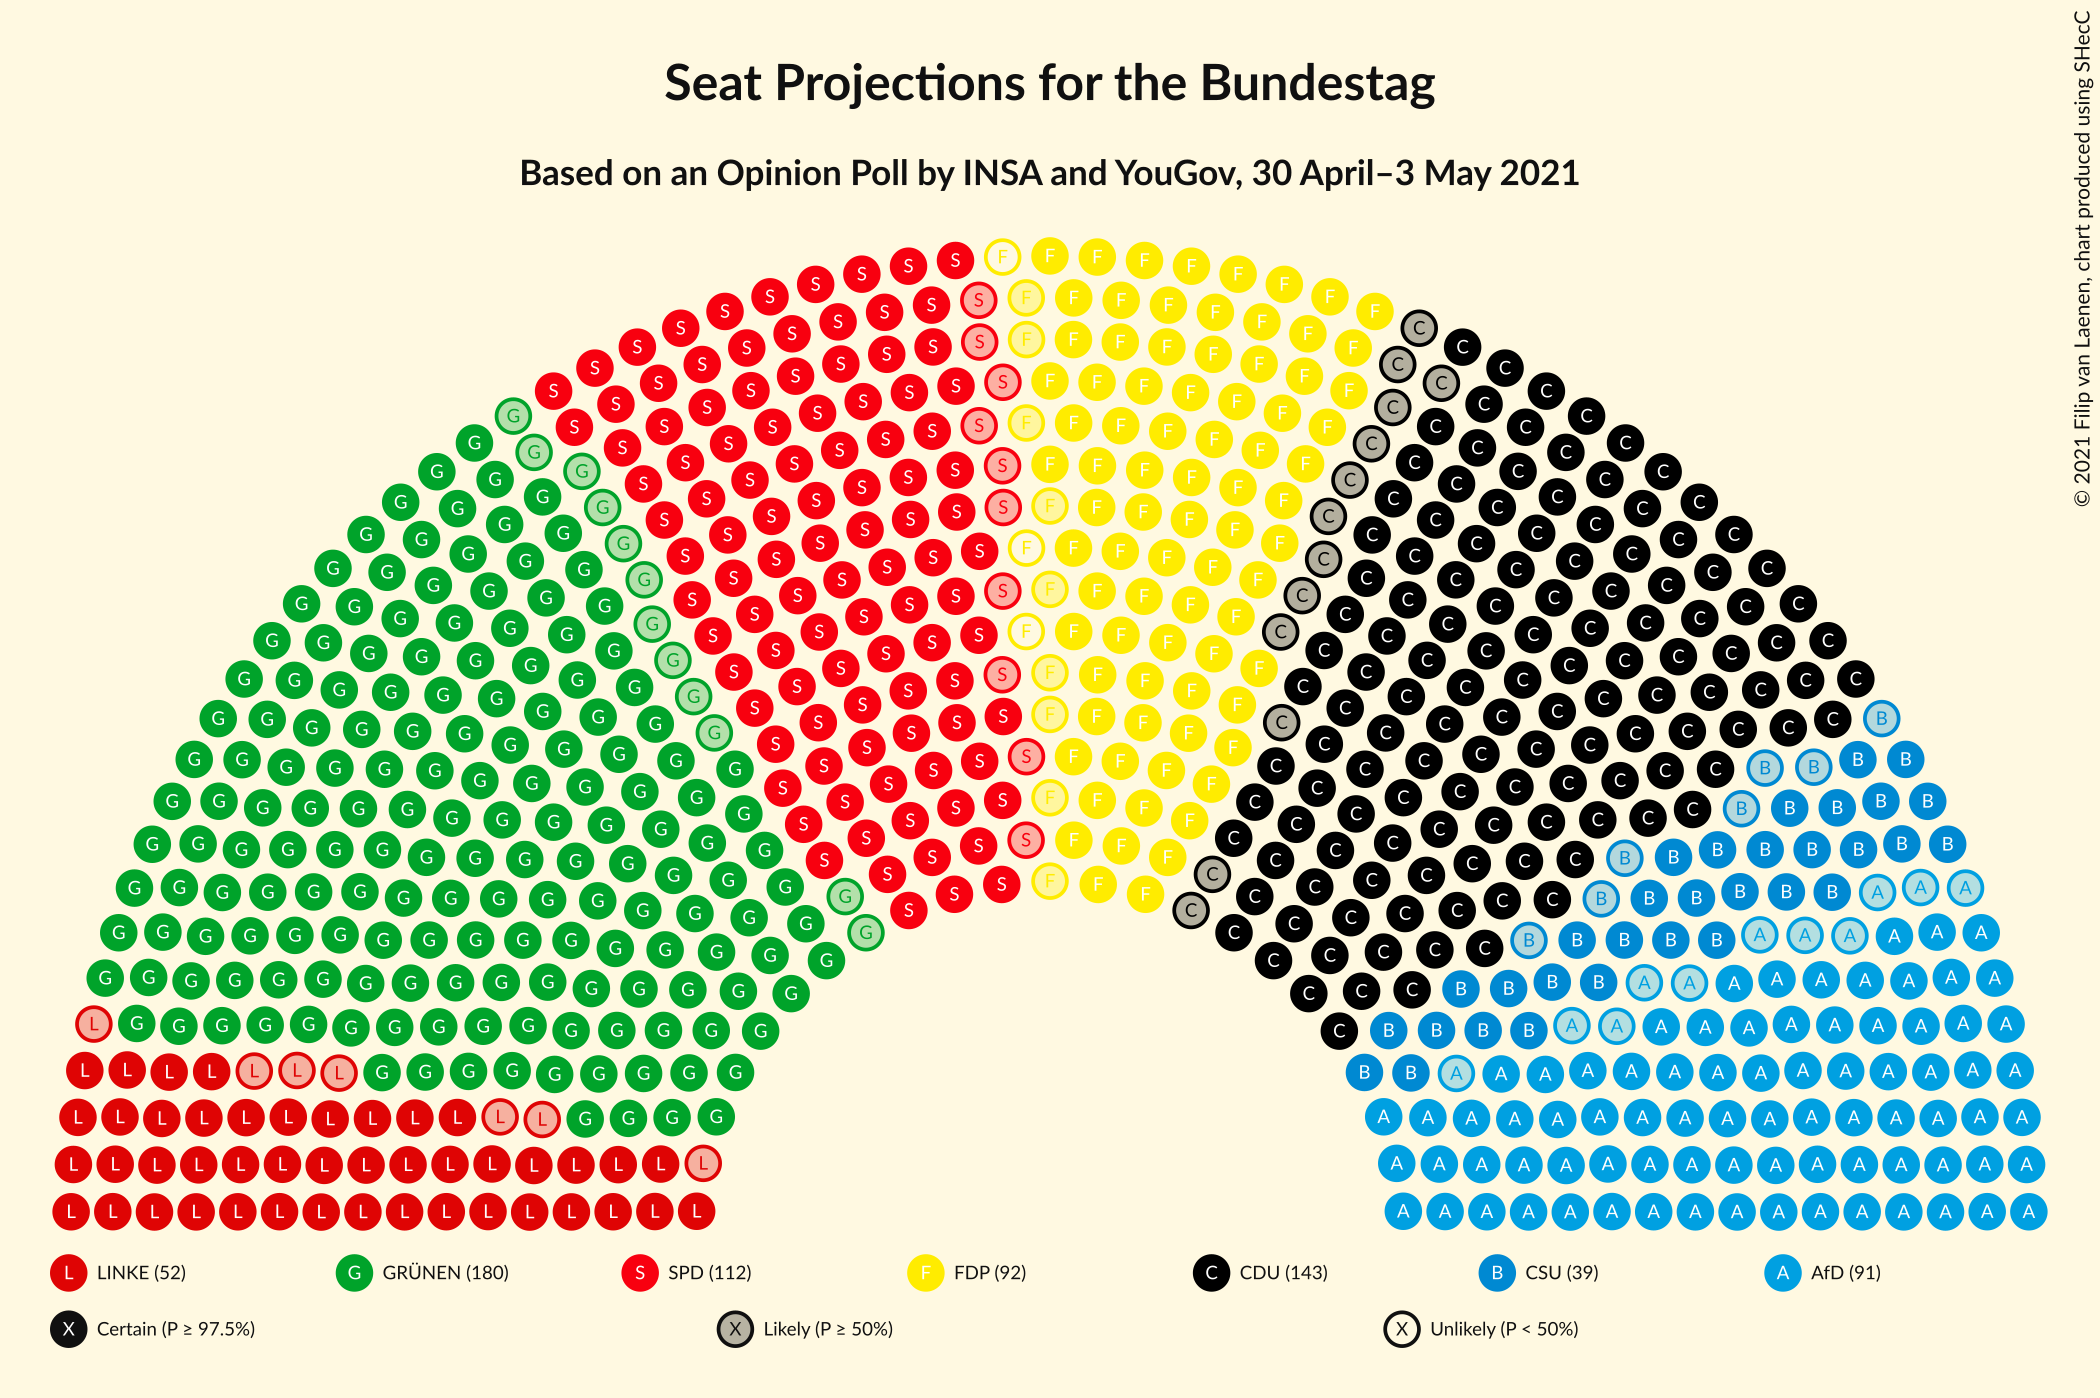 Seat Projections for the Bundestag
Based on an Opinion Poll by INSA and YouGov, 30 April–3 May 2021
© 2021 Filip van Laenen, chart produced using SHecC
L LINKE (52) G GRÜNEN (180) S SPD (112) F FDP (92) C CDU (143) B CSU (39) A AfD (91)
X Certain (P ≥ 97.5%) X Likely (P ≥ 50%) X Unlikely (P < 50%)